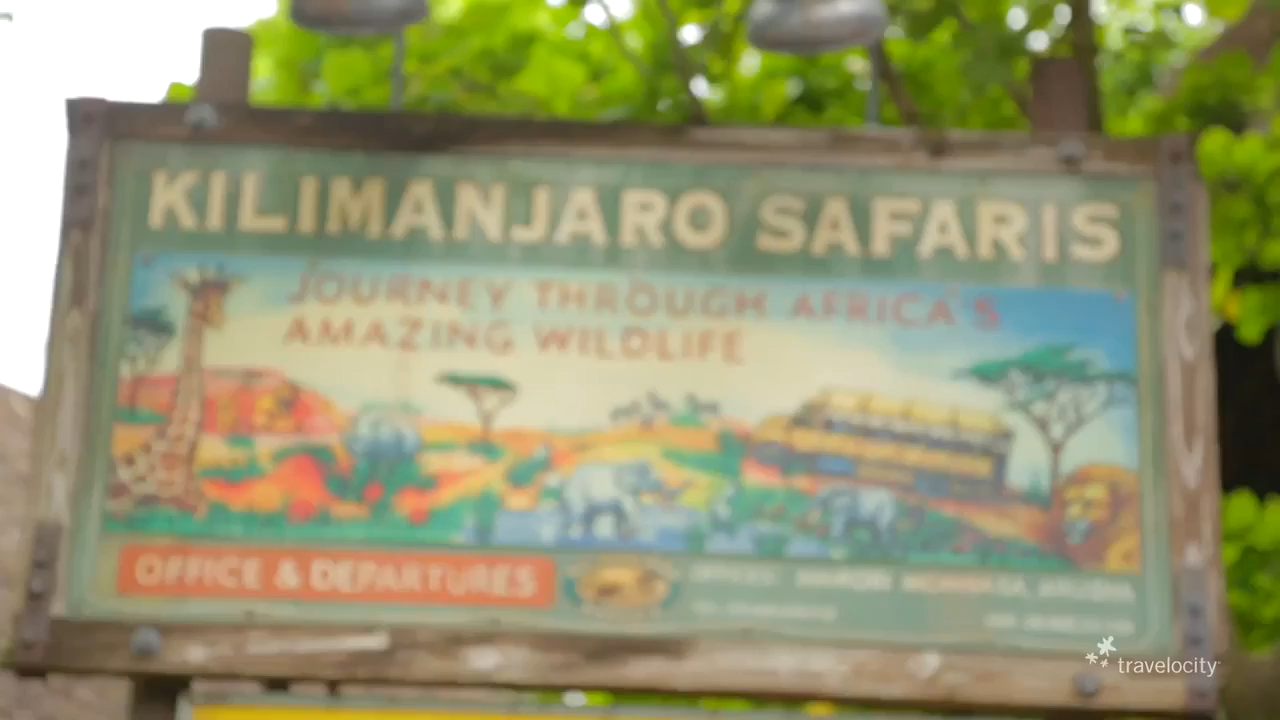 KILIMANJARO SAFARIS
JOURNEY THROUGH AFRICA'S
AMAZING WILDLIFE
OFFICE & DEPARTURES
travelocity